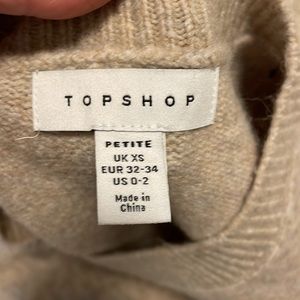 TOPSHOP
PETITE
UK XS
EUR 32-34
US 0-2
Made in
China